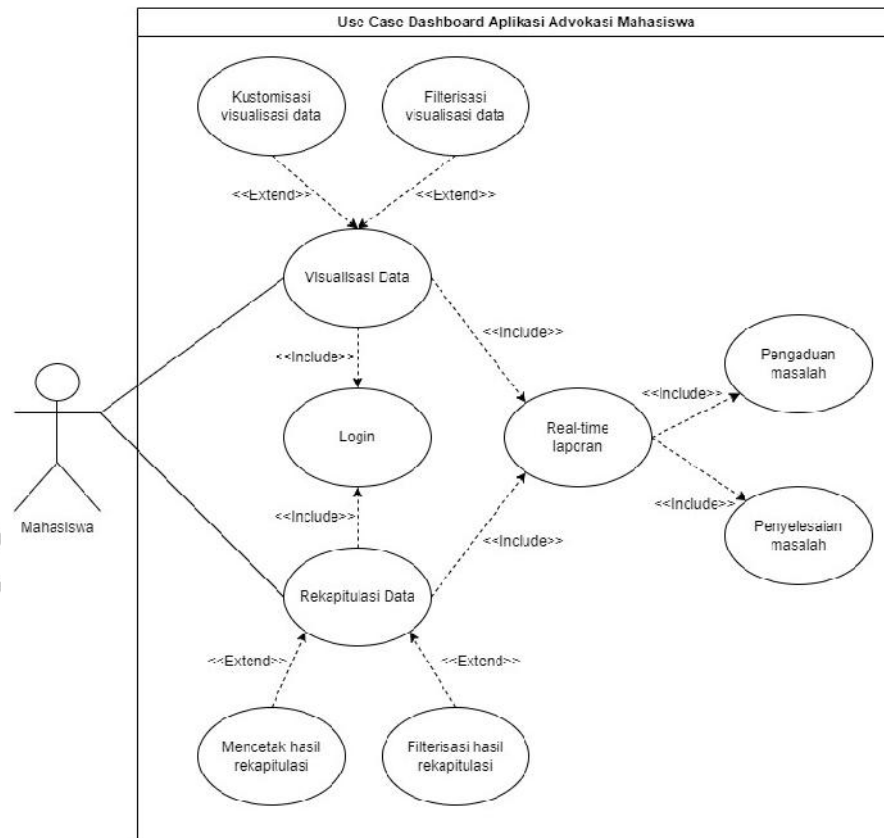 Use Case Dashboard Aplikasi Advokasi Mahasiswa
Kustomisasi
visualisasi data
Filterisasi
visualisasi data
<<Extend>>
<<Extend>>
Visualisasi Data
<<Include>>
<<Include>>
Pengaduan
masalah
<<Include>>
Login
Real-time
laporan
Mahasiswa
<<Include>>
<<Include>>
<<Include>>
Penyelesaian
masalah
Rekapitulasi Data
<<Extend>>
<<Extend>>
Mencetak hasil
rekapitulasi
Filterisasi hasil
rekapitulasi